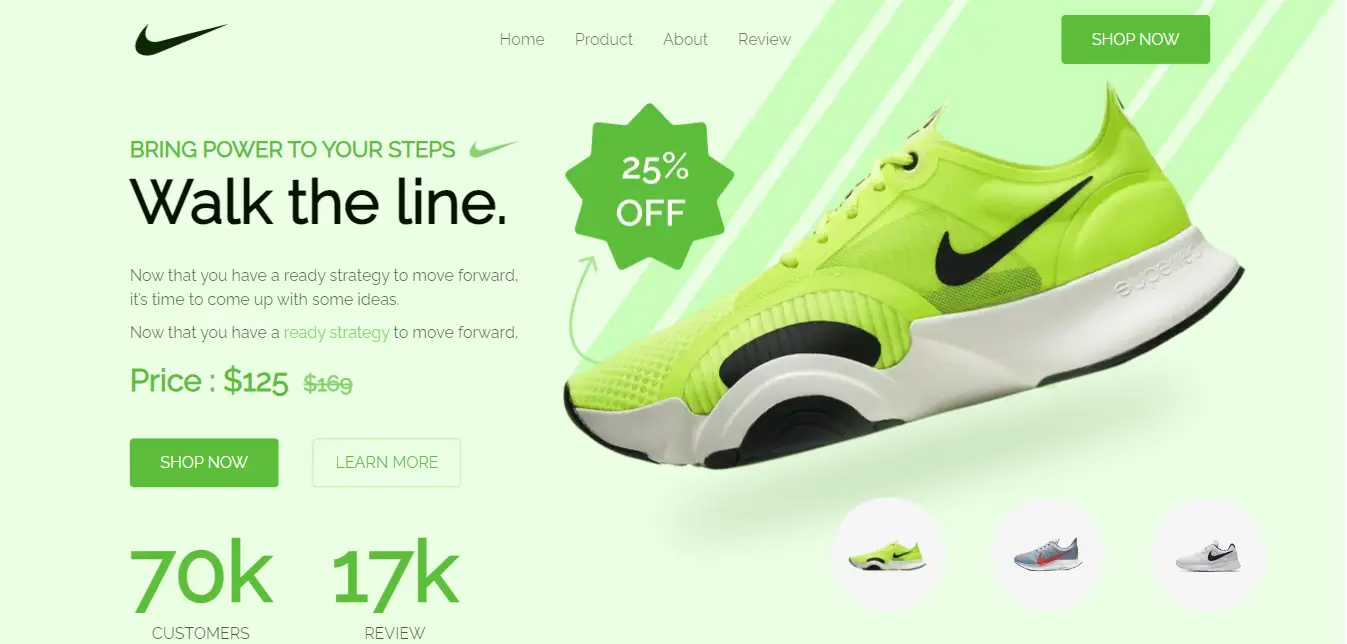 Home Product About Review
SHOP NOW
BRING POWER TO YOUR STEPS
Walk the line.
25%
OFF
Now that you have a ready strategy to move forward,
it's time to come up with some ideas.
Now that you have a ready strategy to move forward,
Price : $125 $169
SHOP NOW LEARN MORE
70k 17k
CUSTOMERS REVIEW